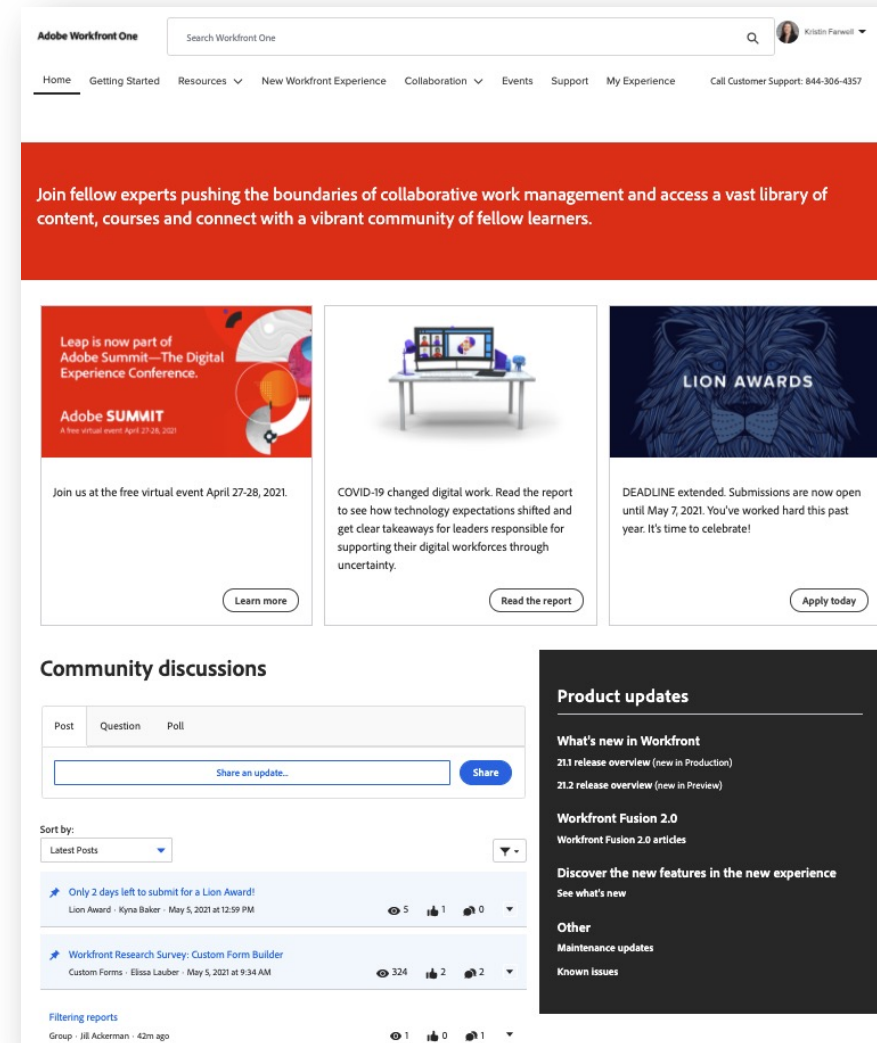 Adobe Workfront One
Search Workfront One
Kristin Farwell
Home
Getting Started
Resources
New Workfront Experience
Collaboration
Events
Support
My Experience
Call Customer Support: 844-306-4357
Join fellow experts pushing the boundaries of collaborative work management and access a vast library of
content, courses and connect with a vibrant community of fellow learners.
Leap is now part of
Adobe Summit—The Digital
Experience Conference.
Adobe SUMMIT
A free virtual event April 27-28, 2021
Join us at the free virtual event April 27-28, 2021.
Learn more
COVID-19 changed digital work. Read the report
to see how technology expectations shifted and
get clear takeaways for leaders responsible for
supporting their digital workforces through
uncertainty.
Read the report
LION AWARDS
DEADLINE extended. Submissions are now open
until May 7, 2021. You've worked hard this past
year. It's time to celebrate!
Apply today
Community discussions
Post
Question
Poll
Share an update...
Share
Sort by:
Latest Posts
Only 2 days left to submit for a Lion Award!
Lion Award · Kyna Baker · May 5, 2021 at 12:59 PM
5
1
0
Workfront Research Survey: Custom Form Builder
Custom Forms · Elissa Lauber · May 5, 2021 at 9:34 AM
324
2
2
Filtering reports
Group · Jill Ackerman · 42m ago
1
0
1
Product updates
What's new in Workfront
21.1 release overview (new in Production)
21.2 release overview (new in Preview)
Workfront Fusion 2.0
Workfront Fusion 2.0 articles
Discover the new features in the new experience
See what's new
Other
Maintenance updates
Known issues